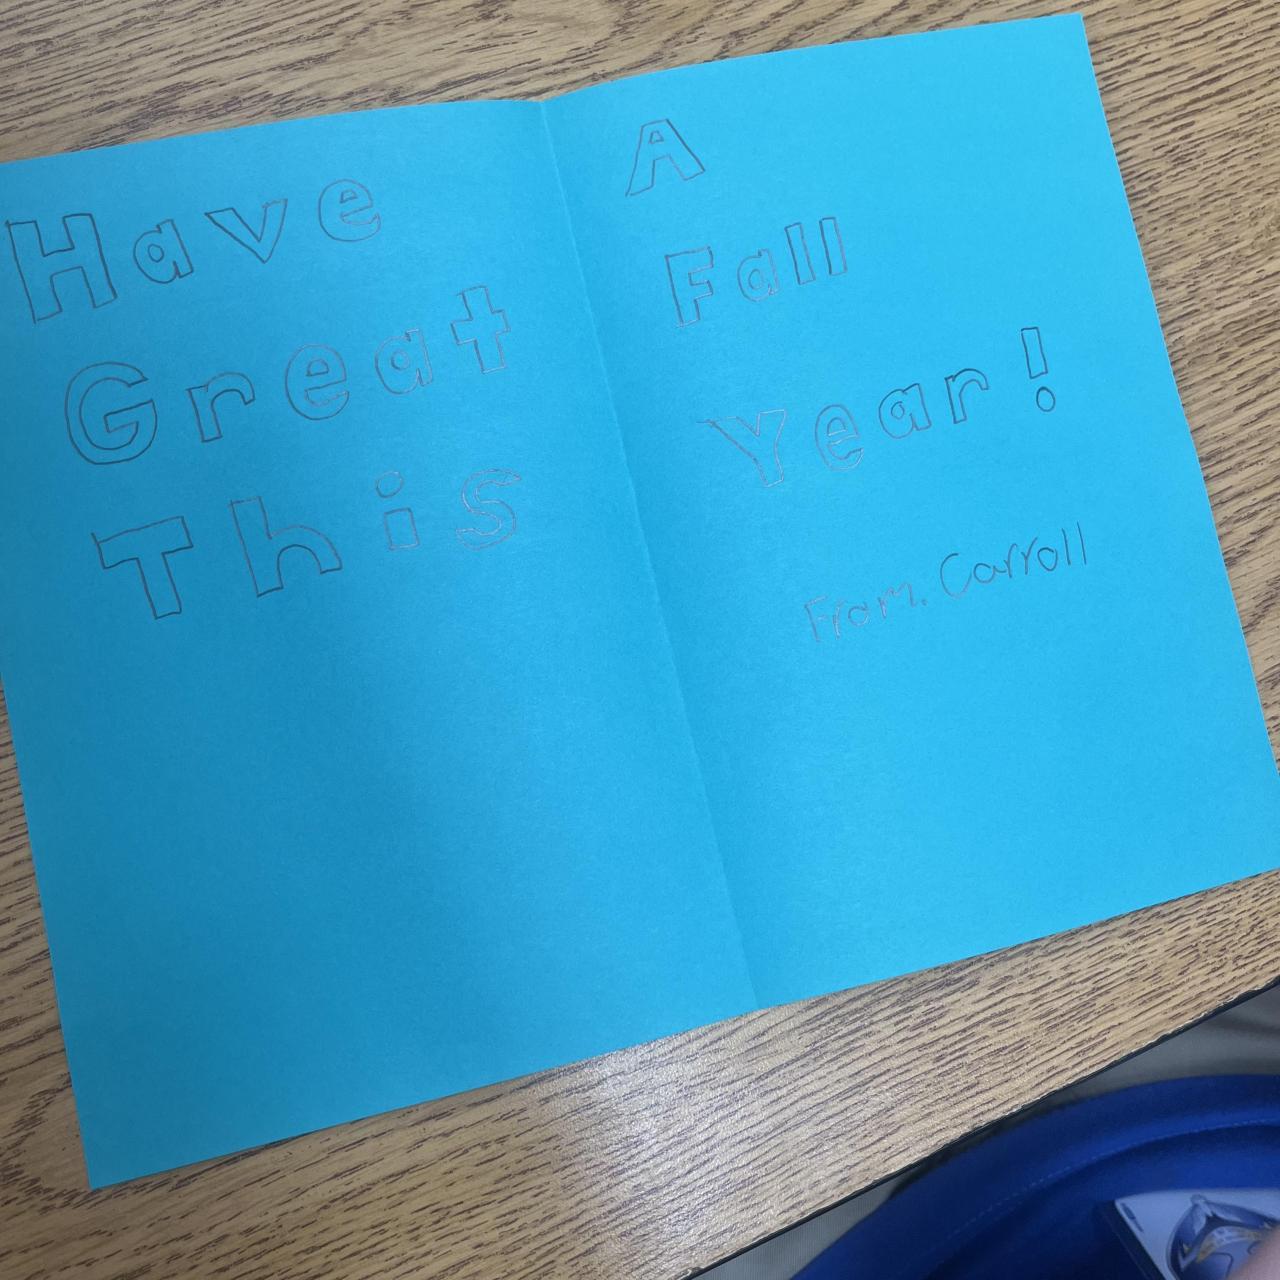 Have A
Great Fall
This Year!
From. Carroll